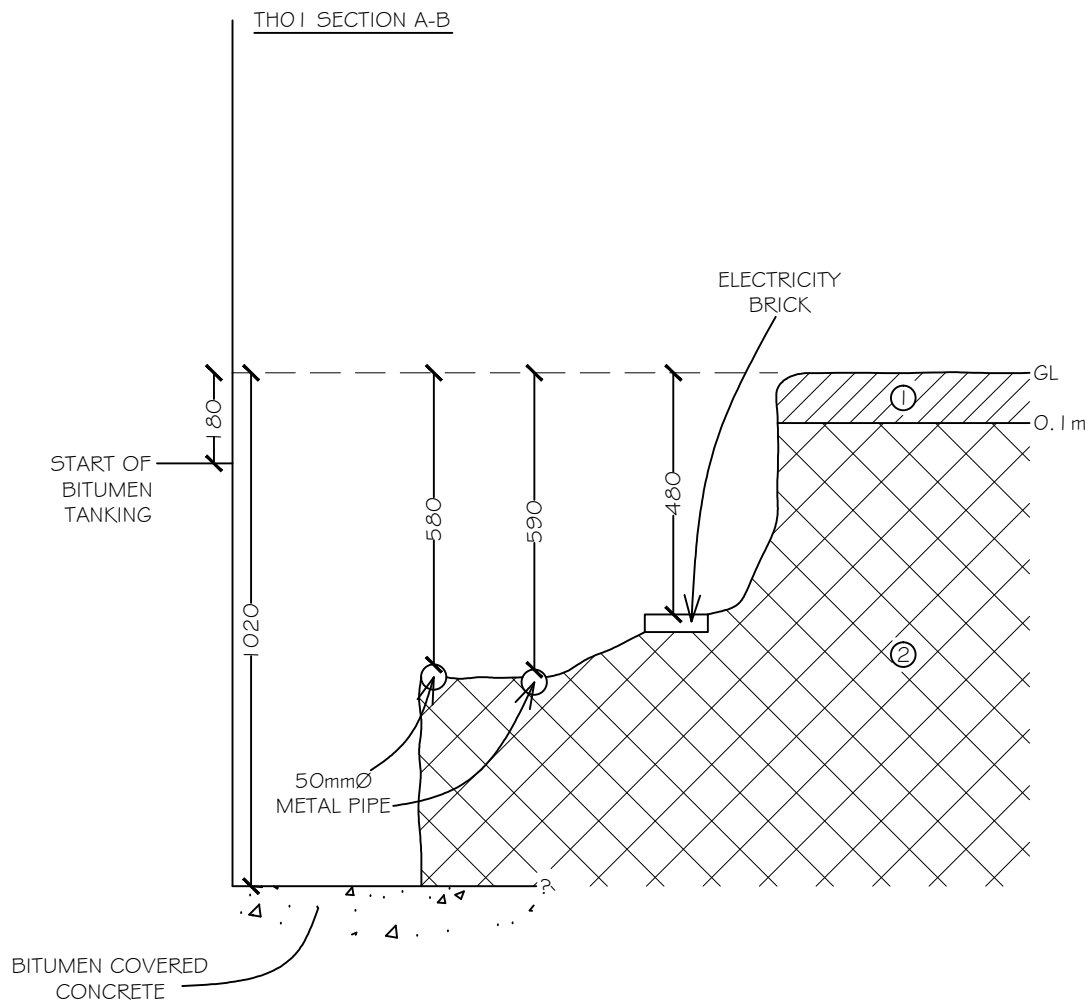 TH01 SECTION A-B
ELECTRICITY
BRICK
GL
1
0.1m
180
START OF
BITUMEN
TANKING
580
590
480
1020
2
50mmØ
METAL PIPE
?
BITUMEN COVERED
CONCRETE